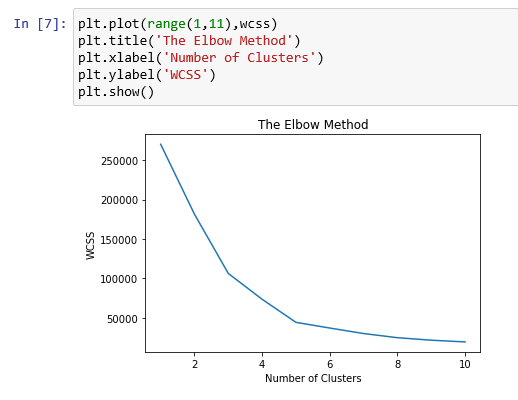 In [7]: plt.plot(range(1,11),wcss)
plt.title('The Elbow Method')
plt.xlabel('Number of Clusters')
plt.ylabel('WCSS')
plt.show()
The Elbow Method
250000
200000
150000
100000
50000
WCSS
2 4 6 8 10
Number of Clusters